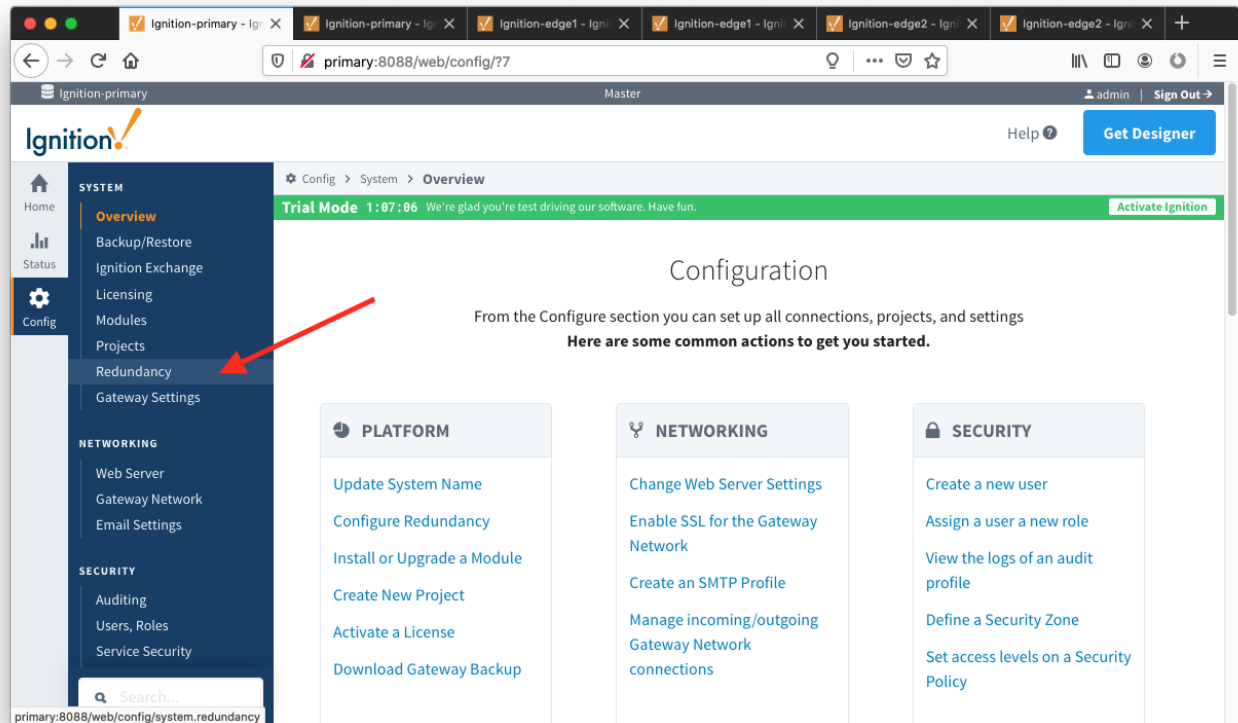 Ignition-primary - Ign
Ignition-primary - Ig
Ignition-edge1 - Ignit
Ignition-edge1 - Ignit
Ignition-edge2 - Ignit
Ignition-edge2 - Ignit
primary:8088/web/config/?7
Ignition-primary
Master
admin | Sign Out
Ignition!
Help
Get Designer
Home
Status
Config
SYSTEM
Overview
Backup/Restore
Ignition Exchange
Licensing
Modules
Projects
Redundancy
Gateway Settings
NETWORKING
Web Server
Gateway Network
Email Settings
SECURITY
Auditing
Users, Roles
Service Security
Search...
primary:8088/web/config/system.redundancy
Config > System > Overview
Trial Mode 1:07:06 We're glad you're test driving our software. Have fun.
Activate Ignition
Configuration
From the Configure section you can set up all connections, projects, and settings
Here are some common actions to get you started.
PLATFORM
Update System Name
Configure Redundancy
Install or Upgrade a Module
Create New Project
Activate a License
Download Gateway Backup
NETWORKING
Change Web Server Settings
Enable SSL for the Gateway
Network
Create an SMTP Profile
Manage incoming/outgoing
Gateway Network
connections
SECURITY
Create a new user
Assign a user a new role
View the logs of an audit
profile
Define a Security Zone
Set access levels on a Security
Policy